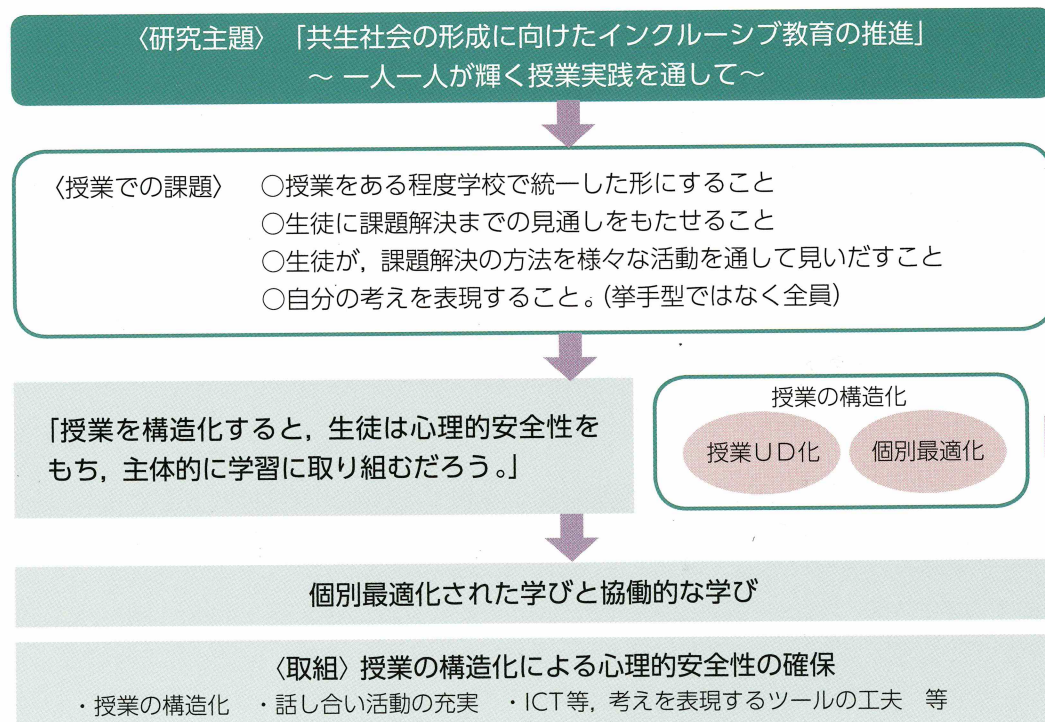 〈研究主題〉「共生社会の形成に向けたインクルーシブ教育の推進」
～ 一人一人が輝く授業実践を通して～
〈授業での課題〉 ○授業をある程度学校で統一した形にすること
○生徒に課題解決までの見通しをもたせること
○生徒が，課題解決の方法を様々な活動を通して見いだすこと
○自分の考えを表現すること。(挙手型ではなく全員)
「授業を構造化すると，生徒は心理的安全性を
もち，主体的に学習に取り組むだろう。」
授業の構造化
授業ＵＤ化 個別最適化
個別最適化された学びと協働的な学び
〈取組〉授業の構造化による心理的安全性の確保
・授業の構造化 ・話し合い活動の充実 ・ICT等，考えを表現するツールの工夫 等